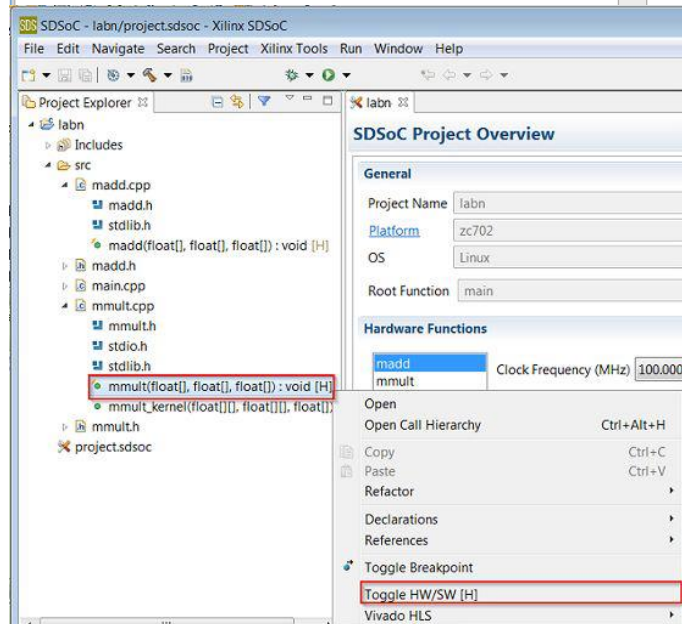 SDSoC - labn/project.sdsoc - Xilinx SDSoC
File Edit Navigate Search Project Xilinx Tools Run Window Help
Project Explorer
labn
Includes
src
madd.cpp
madd.h
stdlib.h
madd(float[], float[], float[]) : void [H]
madd.h
main.cpp
mmult.cpp
mmult.h
stdio.h
stdlib.h
mmult(float[], float[], float[]) : void [H]
mmult_kernel(float[][], float[][], float[])
mmult.h
project.sdsoc
labn
SDSoC Project Overview
General
Project Name labn
Platform zc702
OS Linux
Root Function main
Hardware Functions
madd
mmult
Clock Frequency (MHz) 100.000
Open
Open Call Hierarchy Ctrl+Alt+H
Copy Ctrl+C
Paste Ctrl+V
Refactor
Declarations
References
Toggle Breakpoint
Toggle HW/SW [H]
Vivado HLS